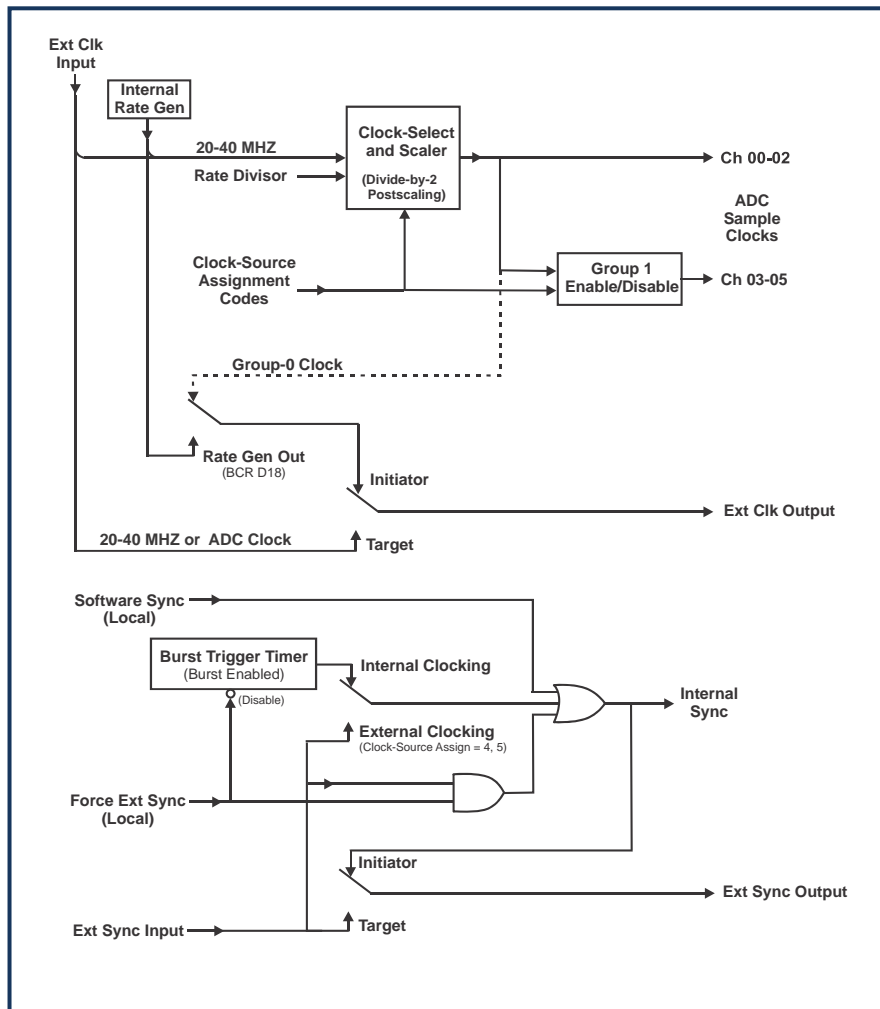 Ext Clk
Input
Internal
Rate Gen
20-40 MHZ
Rate Divisor
Clock-Select
and Scaler
(Divide-by-2
Postscaling)
Ch 00-02
ADC
Sample
Clocks
Clock-Source
Assignment
Codes
Group 1
Enable/Disable
Ch 03-05
Group-0 Clock
Rate Gen Out
(BCR D18)
Initiator
Ext Clk Output
20-40 MHZ or ADC Clock
Target
Software Sync
(Local)
Burst Trigger Timer
(Burst Enabled)
(Disable)
Internal Clocking
Internal
Sync
External Clocking
(Clock-Source Assign = 4, 5)
Force Ext Sync
(Local)
Initiator
Ext Sync Output
Ext Sync Input
Target